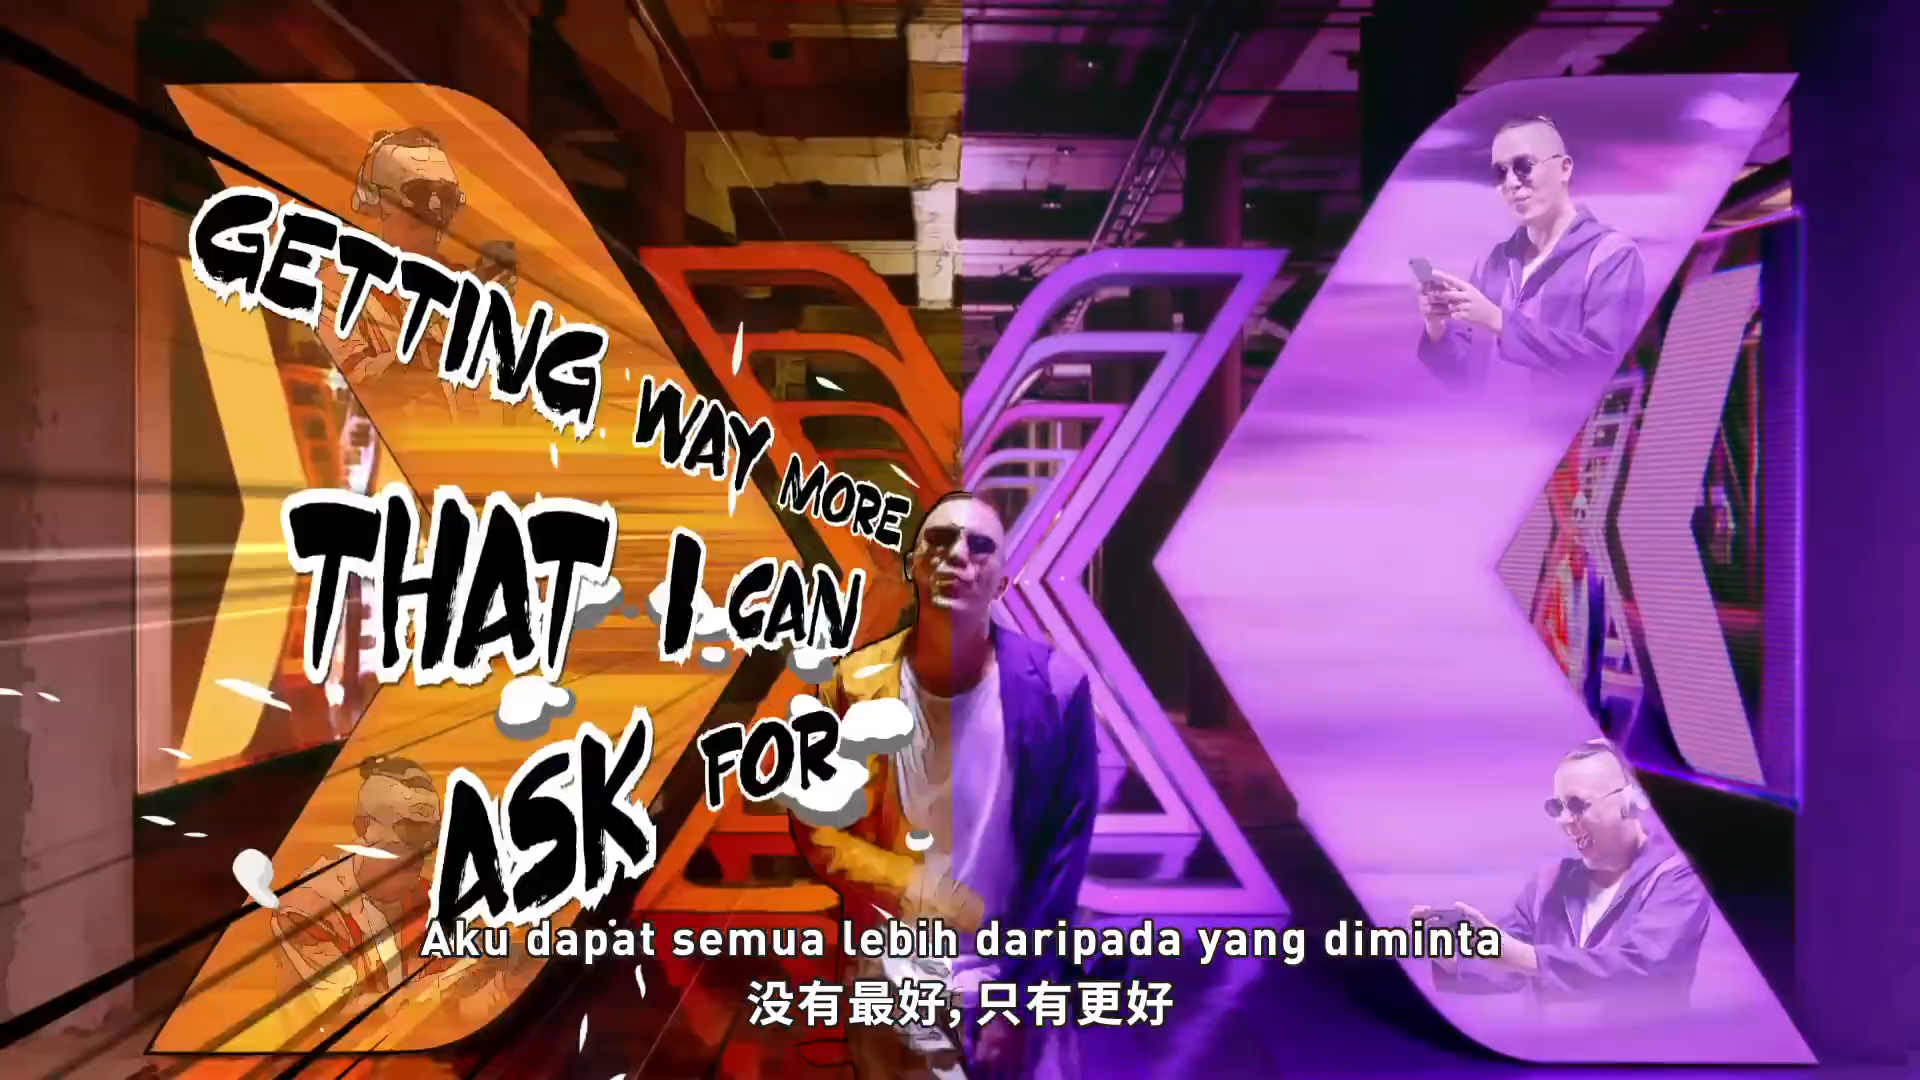 GETTING WAY MORE
THAT I CAN
ASK FOR
Aku dapat semua lebih daripada yang diminta
没有最好，只有更好